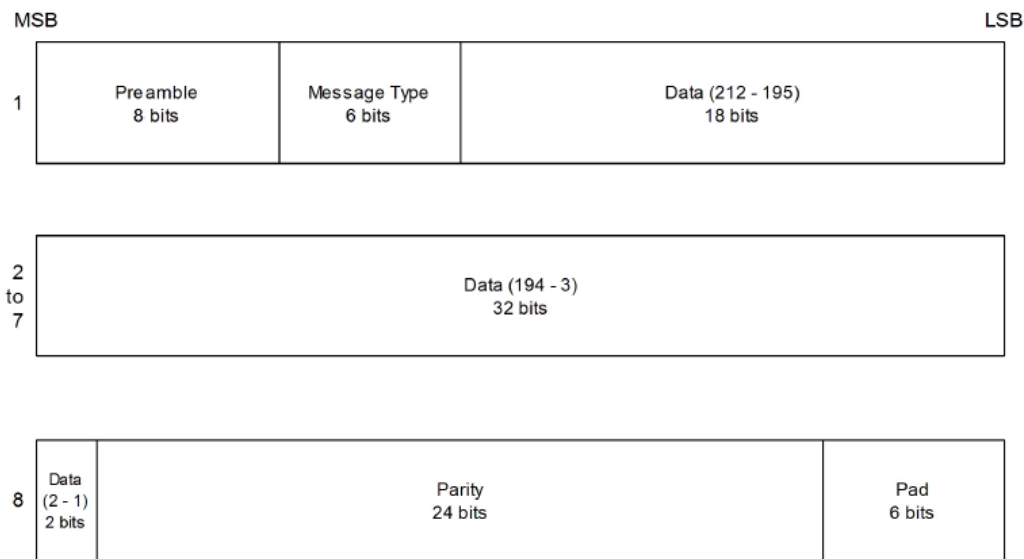 MSB LSB
1
Preamble
8 bits
Message Type
6 bits
Data (212 - 195)
18 bits
2
to
7
Data (194 - 3)
32 bits
8
Data
(2 - 1)
2 bits
Parity
24 bits
Pad
6 bits